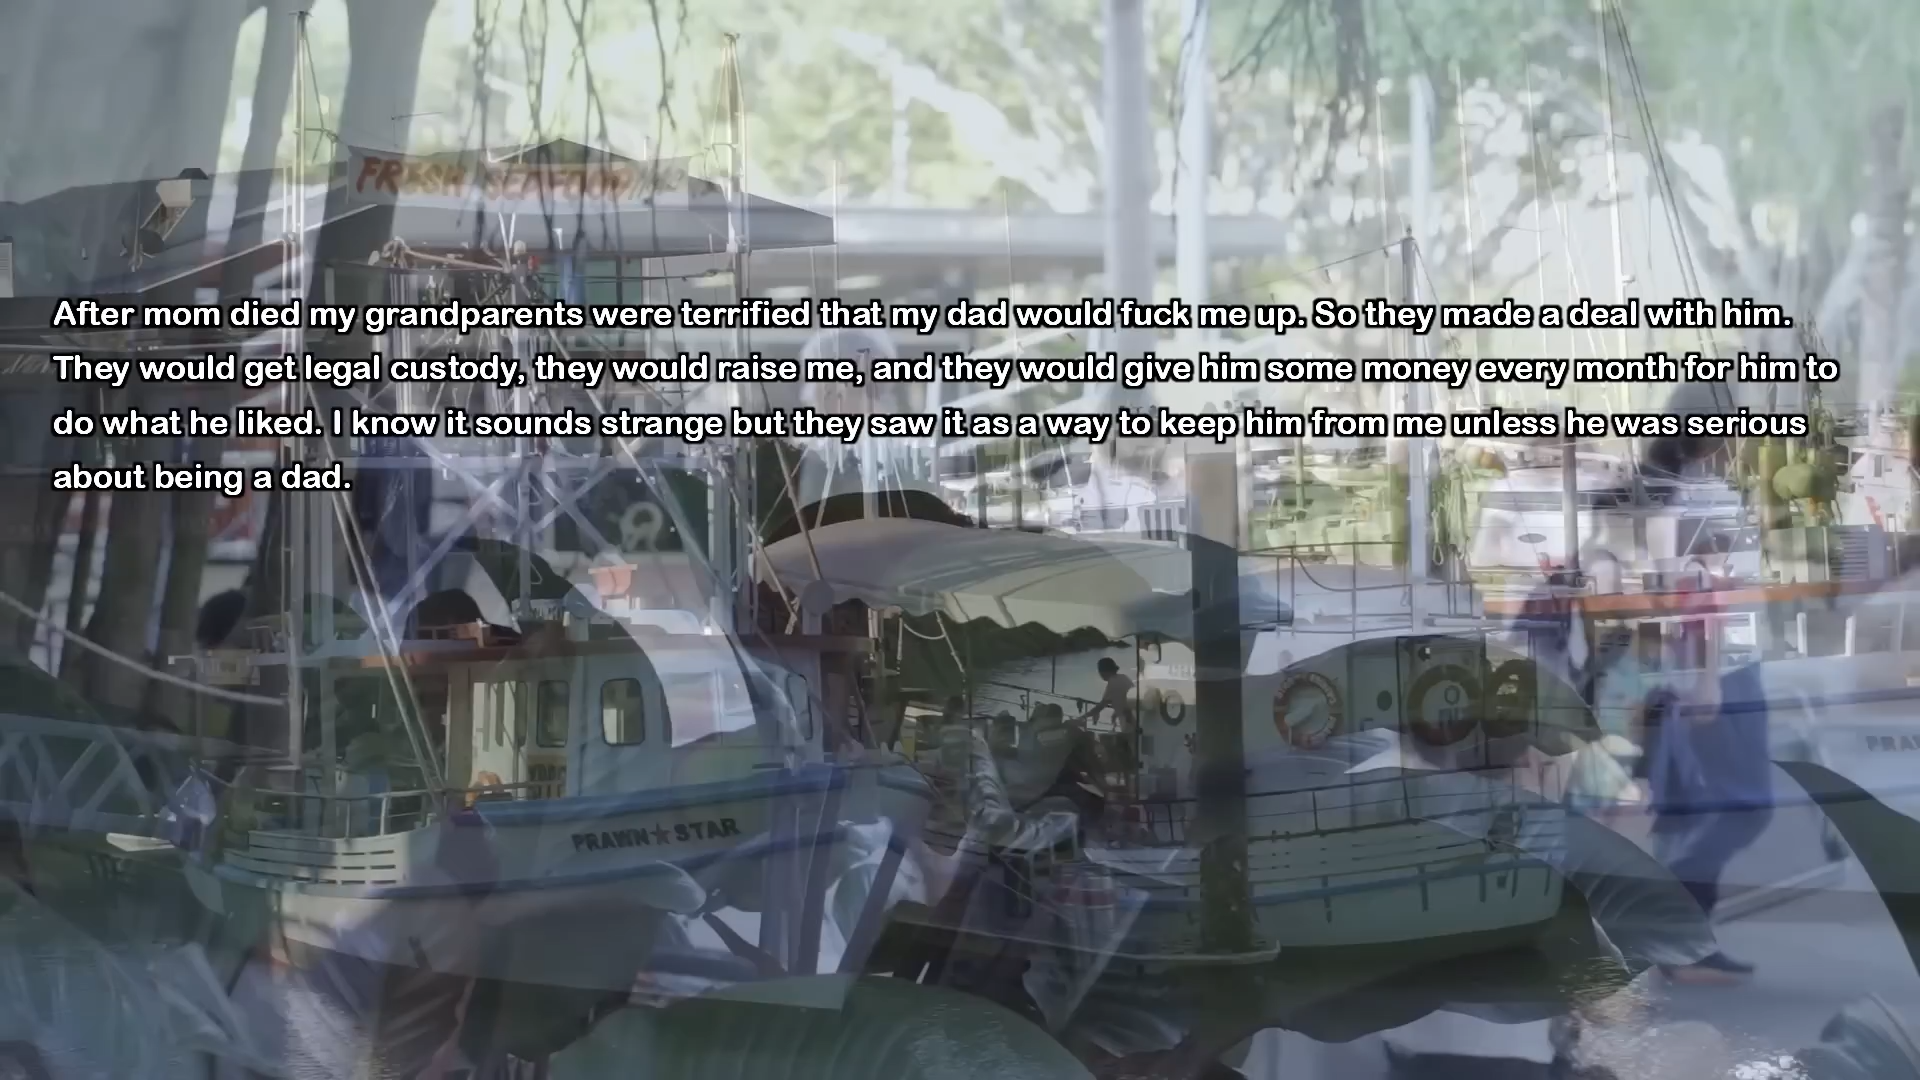 FRESH SEAFOOD
After mom died my grandparents were terrified that my dad would fuck me up. So they made a deal with him.
They would get legal custody, they would raise me, and they would give him some money every month for him to
do what he liked. I know it sounds strange but they saw it as a way to keep him from me unless he was serious
about being a dad.
PRAWN★STAR